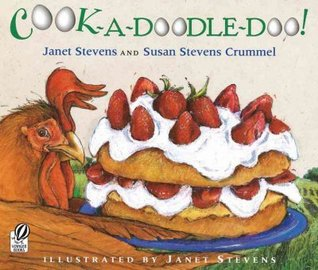 COOK-A-DOODLE-DOO!
JANET STEVENS AND SUSAN STEVENS CRUMMEL
ILLUSTRATED BY JANET STEVENS